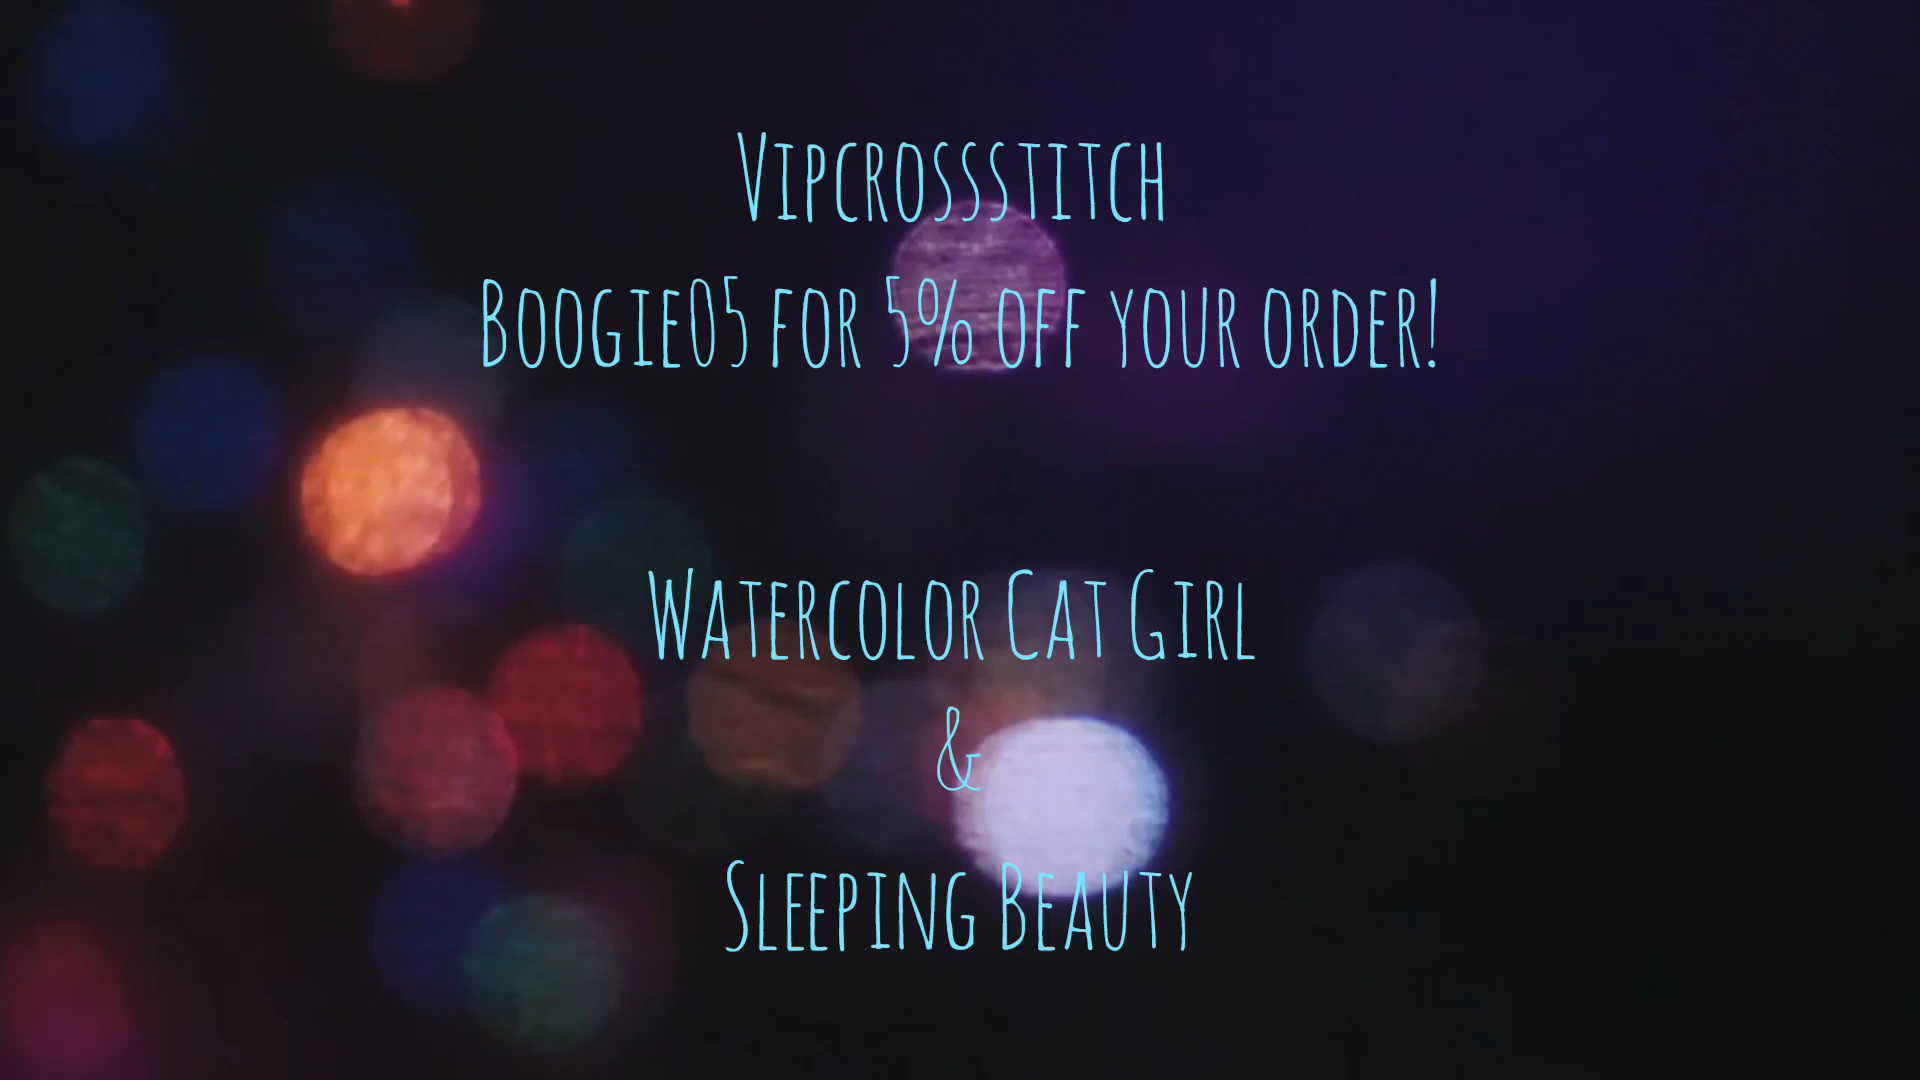 Vipcrossstitch
Boogie05 for 5% off your order!
Watercolor Cat Girl
&
Sleeping Beauty